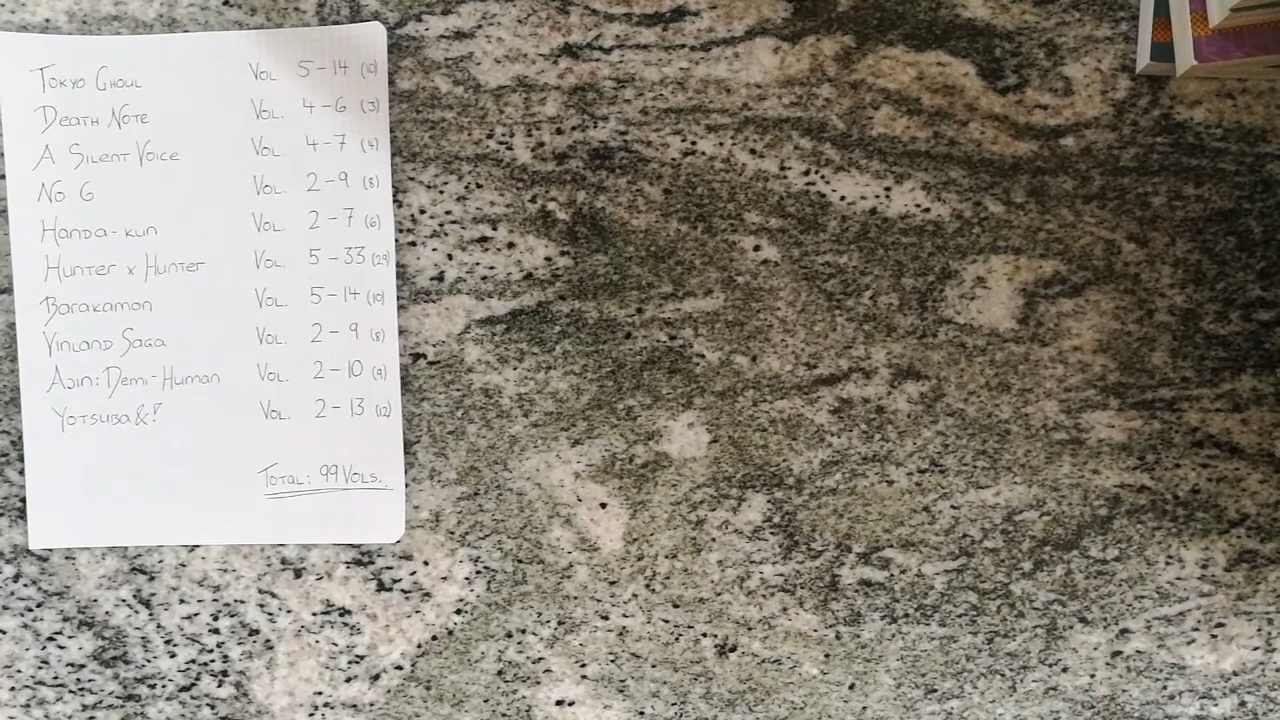 Tokyo Ghoul Vol 5-14 (10)
Death Note Vol. 4-6 (3)
A Silent Voice Vol. 4-7 (4)
No 6 Vol. 2-9 (8)
Handa-kun Vol. 2-7 (6)
Hunter x Hunter Vol. 5-33 (29)
Barakamon Vol. 5-14 (10)
Vinland Saga Vol. 2-9 (8)
Ajin: Demi-Human Vol. 2-10 (9)
Yotsuba&! Vol. 2-13 (12)
Total: 99 Vols.